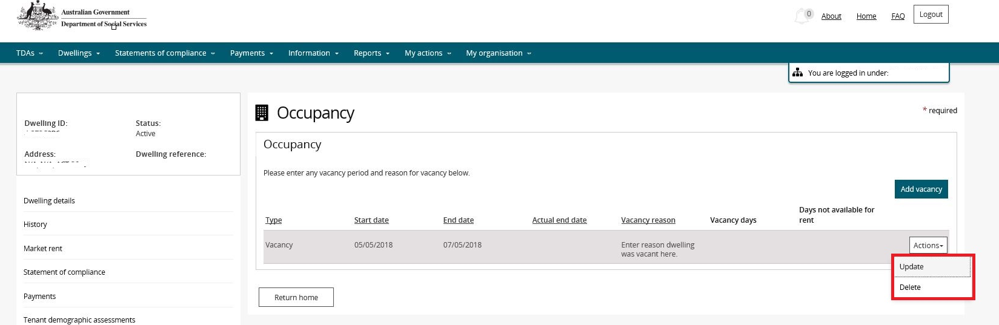 Australian Government
Department of Social Services
0
About Home FAQ Logout
TDAs Dwellings Statements of compliance Payments Information Reports My actions My organisation
You are logged in under:
Dwelling ID:
Status:
Active
Address:
Dwelling reference:
Dwelling details
History
Market rent
Statement of compliance
Payments
Tenant demographic assessments
Occupancy
* required
Occupancy
Please enter any vacancy period and reason for vacancy below.
Add vacancy
Type Start date End date Actual end date Vacancy reason Vacancy days Days not available for
rent
Vacancy 05/05/2018 07/05/2018 Enter reason dwelling
was vacant here.
Actions
Update
Delete
Return home